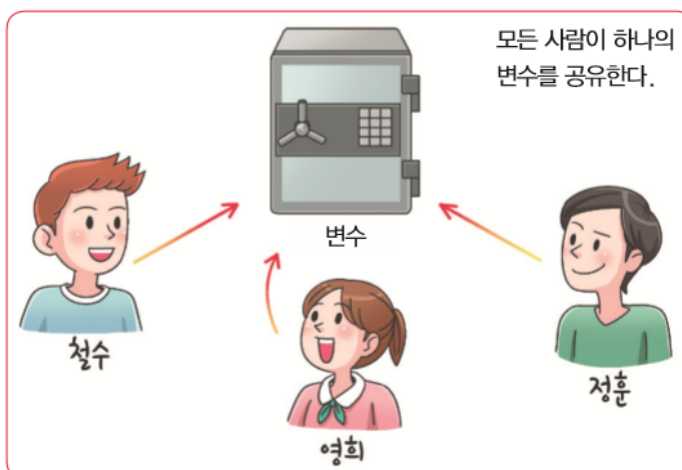 모든 사람이 하나의
변수를 공유한다.
변수
철수
영희
정훈